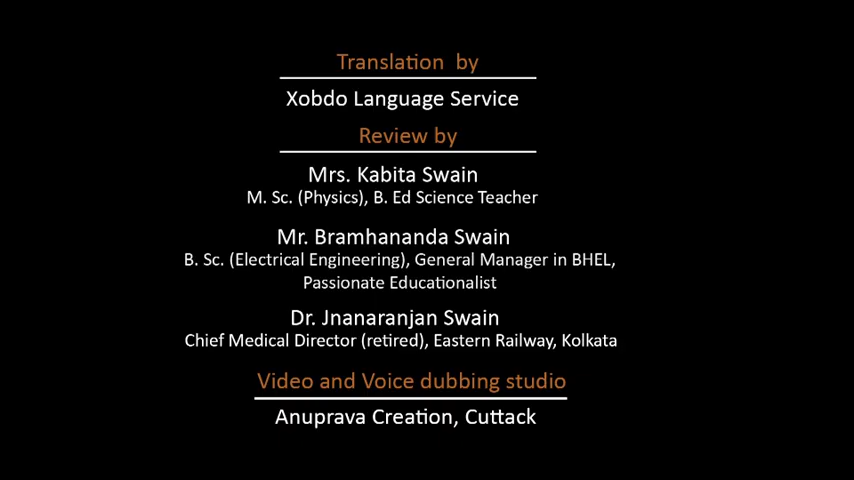 Translation by
Xobdo Language Service
Review by
Mrs. Kabita Swain
M. Sc. (Physics), B. Ed Science Teacher
Mr. Bramhananda Swain
B. Sc. (Electrical Engineering), General Manager in BHEL,
Passionate Educationalist
Dr. Jnanaranjan Swain
Chief Medical Director (retired), Eastern Railway, Kolkata
Video and Voice dubbing studio
Anuprava Creation, Cuttack